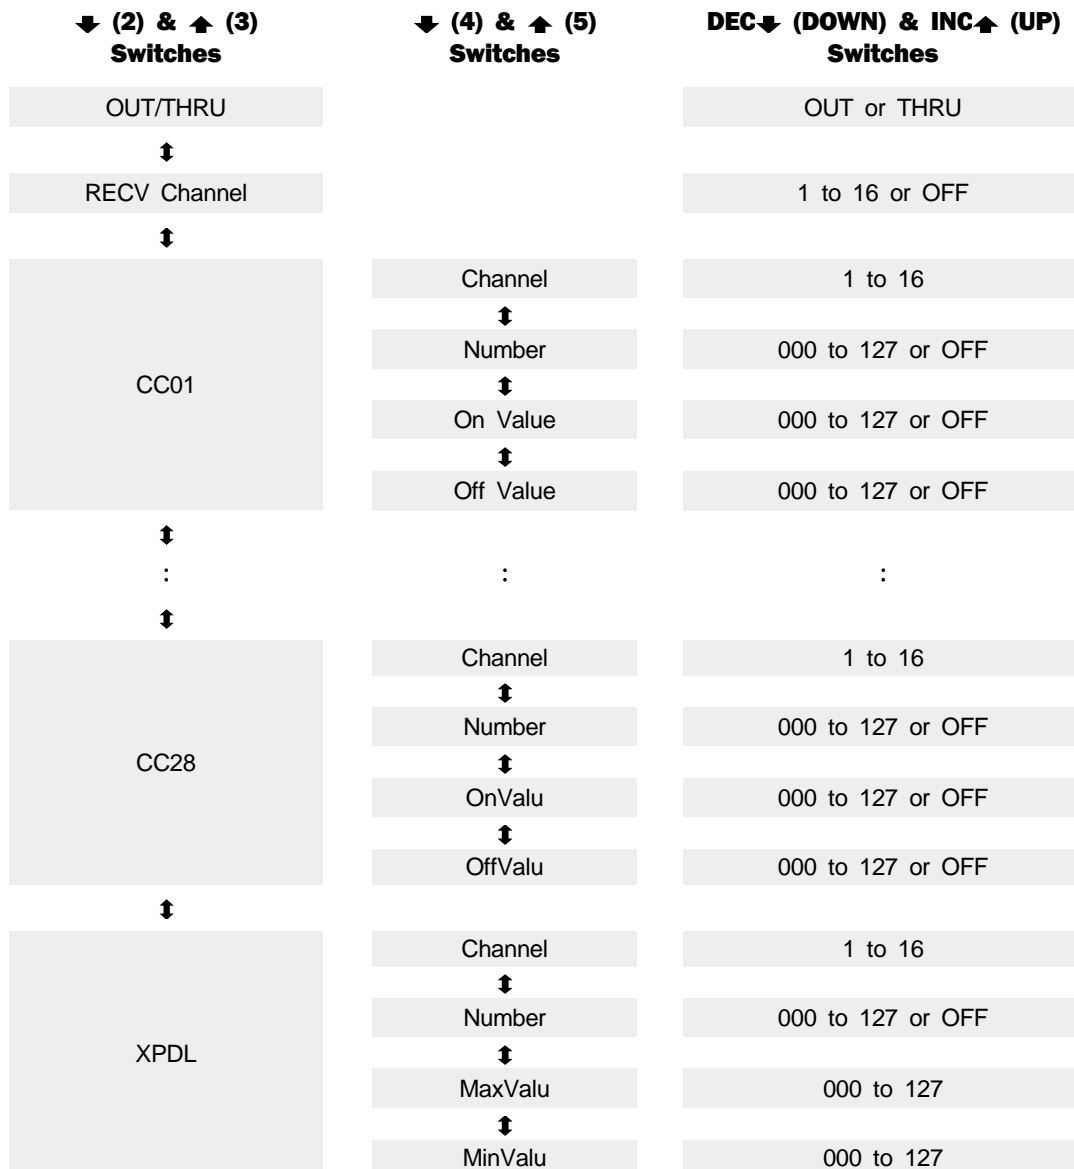 🡇 (2) & 🡅 (3) 🡇 (4) & 🡅 (5) DEC🡇 (DOWN) & INC🡅 (UP)
Switches Switches Switches
OUT/THRU OUT or THRU
RECV Channel 1 to 16 or OFF
Channel 1 to 16
Number 000 to 127 or OFF
CC01
On Value 000 to 127 or OFF
Off Value 000 to 127 or OFF
: : :
Channel 1 to 16
Number 000 to 127 or OFF
CC28
OnValu 000 to 127 or OFF
OffValu 000 to 127 or OFF
Channel 1 to 16
Number 000 to 127 or OFF
XPDL
MaxValu 000 to 127
MinValu 000 to 127